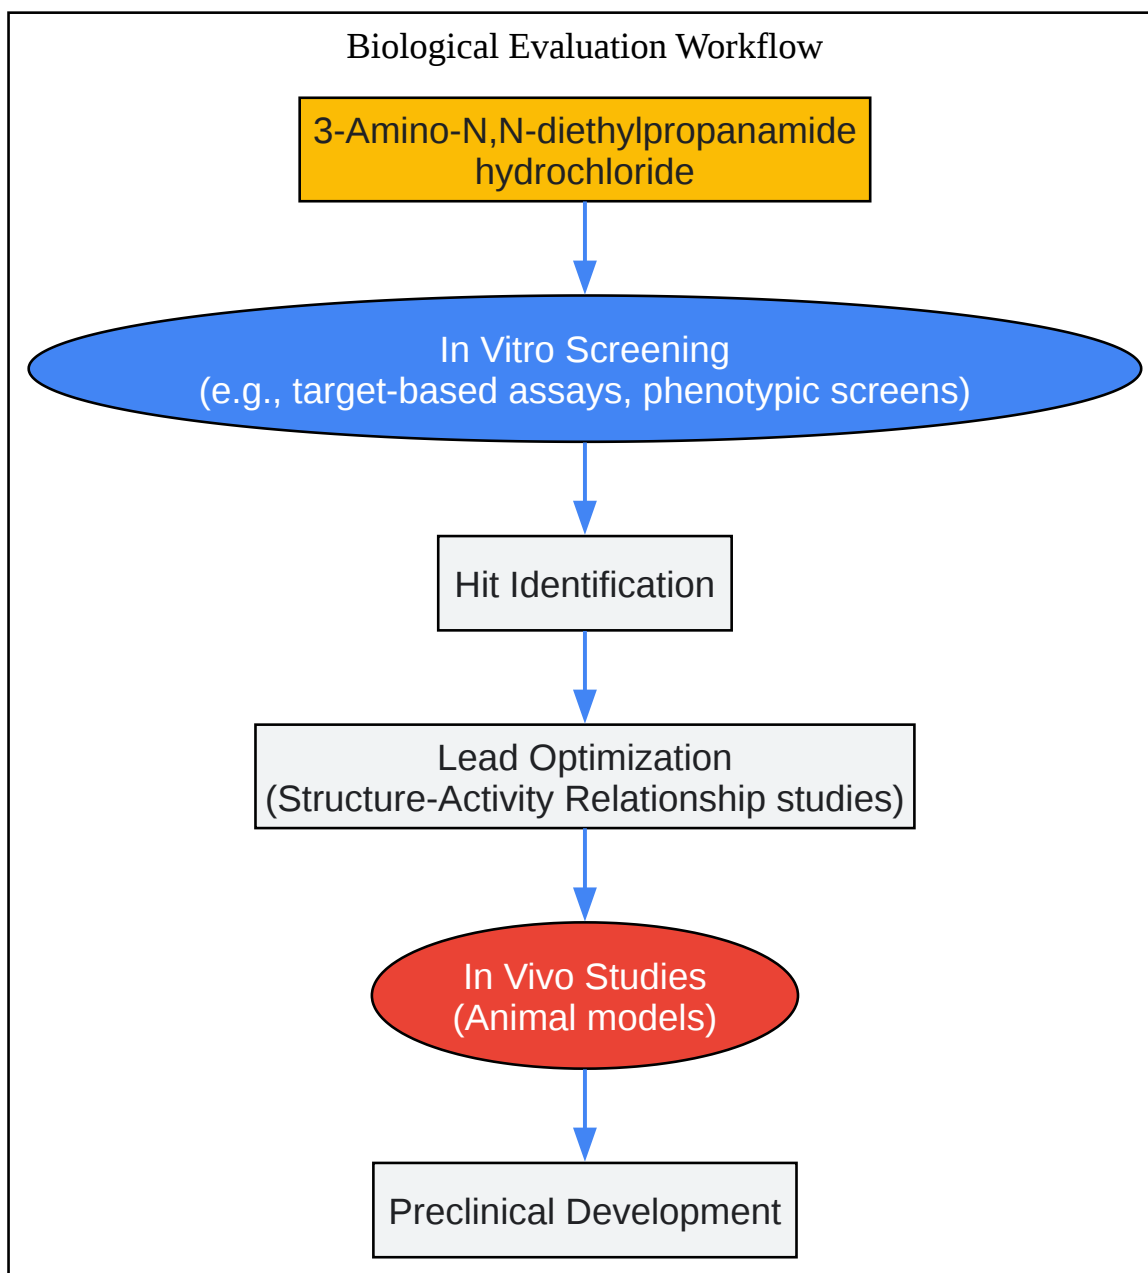 Biological Evaluation Workflow
3-Amino-N,N-diethylpropanamide
hydrochloride
In Vitro Screening
(e.g., target-based assays, phenotypic screens)
Hit Identification
Lead Optimization
(Structure-Activity Relationship studies)
In Vivo Studies
(Animal models)
Preclinical Development